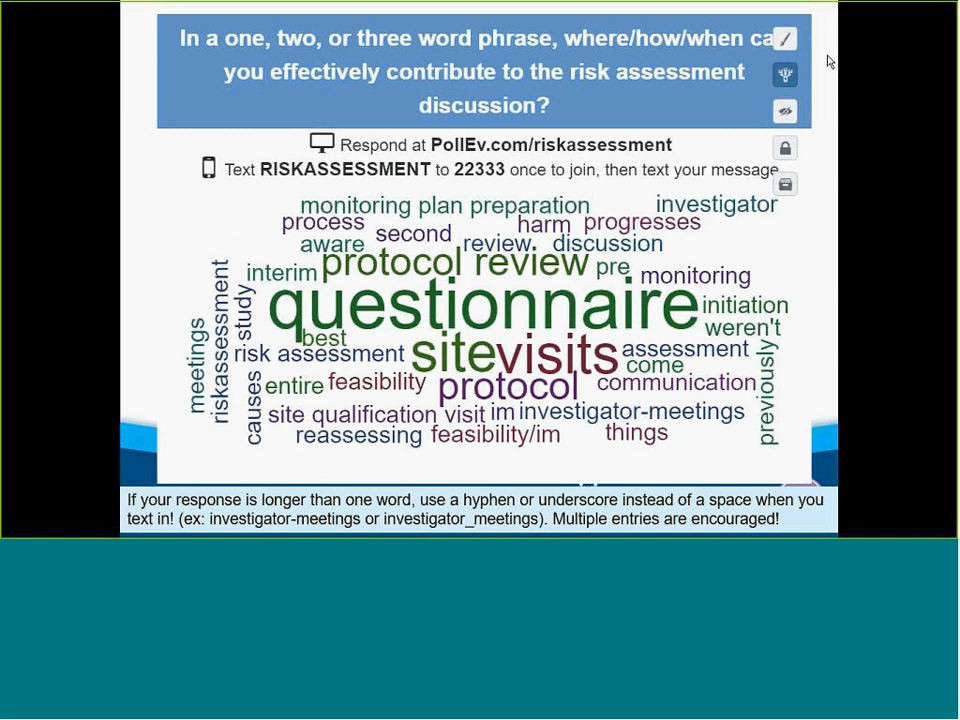 In a one, two, or three word phrase, where/how/when ca
you effectively contribute to the risk assessment
discussion?
Respond at PollEv.com/riskassessment
Text RISKASSESSMENT to 22333 once to join, then text your message
monitoring plan preparation investigator
process second harm progresses
aware review discussion
interim protocol review pre monitoring
questionnaire initiation
weren't
best
risk assessment site visits assessment
come
entire feasibility protocol communication
site qualification visit im investigator-meetings
reassessing feasibility/im things
meetings
riskassessment
study
causes
previously
If your response is longer than one word, use a hyphen or underscore instead of a space when you
text in! (ex: investigator-meetings or investigator_meetings). Multiple entries are encouraged!